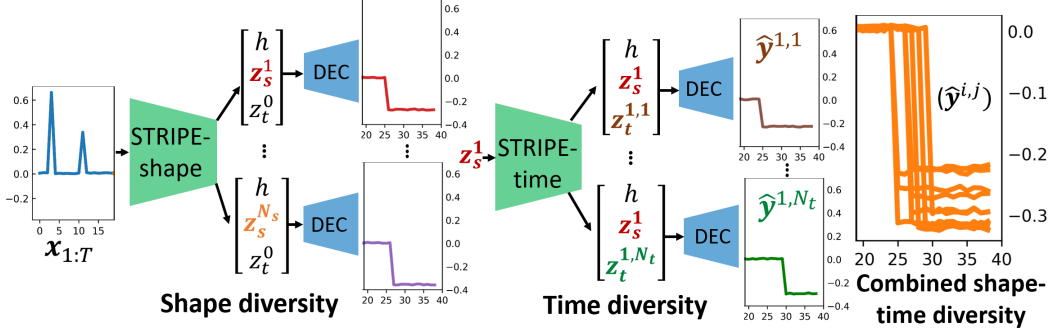 0.6
0.4
0.2
0.0
−0.2
0 10
x₁:T
STRIPE-
shape
h
z_s^1
z_t^0
⋮
h
z_s^{N_s}
z_t^0
DEC
DEC
0.6
0.4
0.2
0.0
−0.2
−0.4
20 25 30 35 40
...
0.6
0.4
0.2
0.0
−0.2
−0.4
20 25 30 35 40
Shape diversity
z_s^1
STRIPE-
time
h
z_s^1
z_t^{1,1}
⋮
h
z_s^1
z_t^{1,N_t}
DEC
DEC
ŷ^{1,1}
0.6
0.4
0.2
0.0
−0.2
−0.4
20 25 30 35 40
...
ŷ^{1,N_t}
0.6
0.4
0.2
0.0
−0.2
−0.4
20 25 30 35 40
Time diversity
(ŷ^{i,j})
0.0
−0.1
−0.2
−0.3
20 25 30 35 40
Combined shape-
time diversity